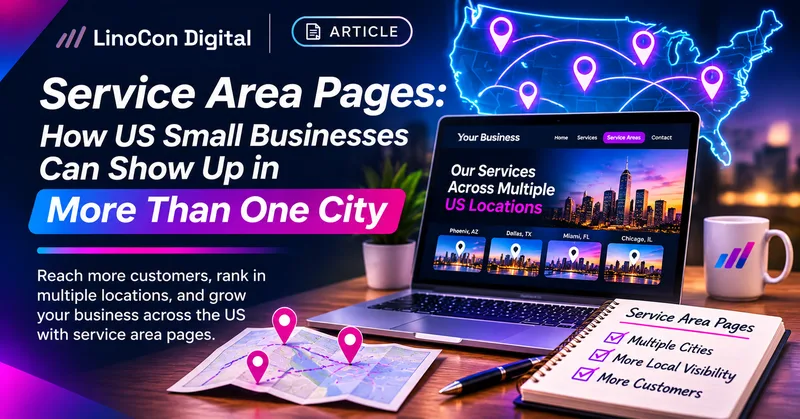 LinoCon Digital
ARTICLE
Service Area Pages:
How US Small Businesses
Can Show Up in
More Than One City
Reach more customers, rank in
multiple locations, and grow
your business across the US
with service area pages.
Your Business
Home Services Service Areas Contact
Our Services
Across Multiple
US Locations
Phoenix, AZ
Dallas, TX
Miami, FL
Chicago, IL
Service Area Pages
Multiple Cities
More Local Visibility
More Customers